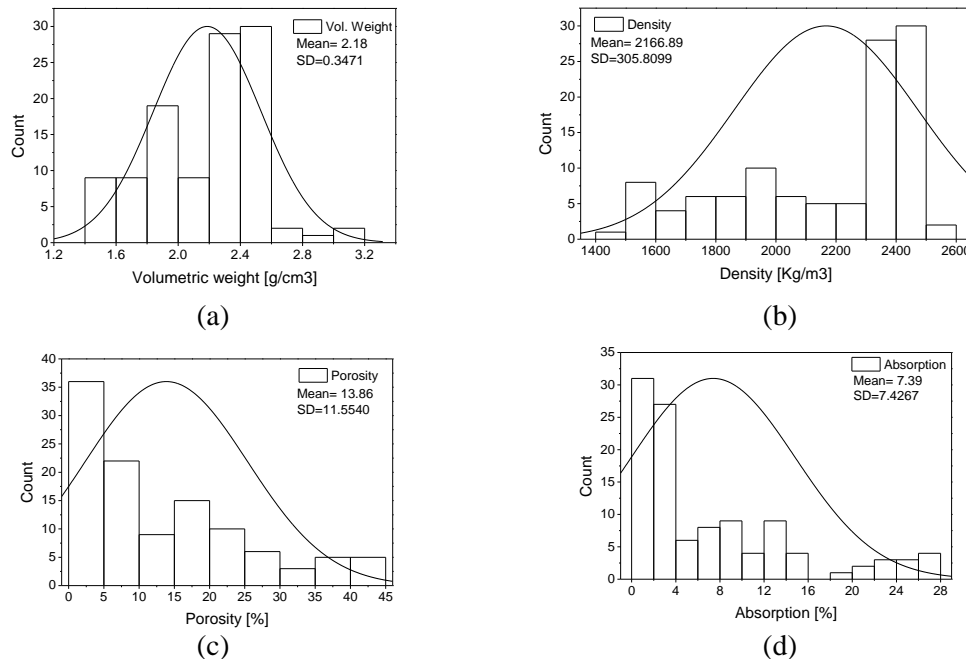 Vol. Weight
Mean= 2.18
SD=0.3471
30
25
20
15
10
5
0
Count
1.2 1.6 2.0 2.4 2.8 3.2
Volumetric weight [g/cm3]
(a)
Density
Mean= 2166.89
SD=305.8099
30
25
20
15
10
5
0
Count
1400 1600 1800 2000 2200 2400 2600
Density [Kg/m3]
(b)
Porosity
Mean= 13.86
SD=11.5540
40
35
30
25
20
15
10
5
0
Count
0 5 10 15 20 25 30 35 40 45
Porosity [%]
(c)
Absorption
Mean= 7.39
SD=7.4267
35
30
25
20
15
10
5
0
Count
0 4 8 12 16 20 24 28
Absorption [%]
(d)